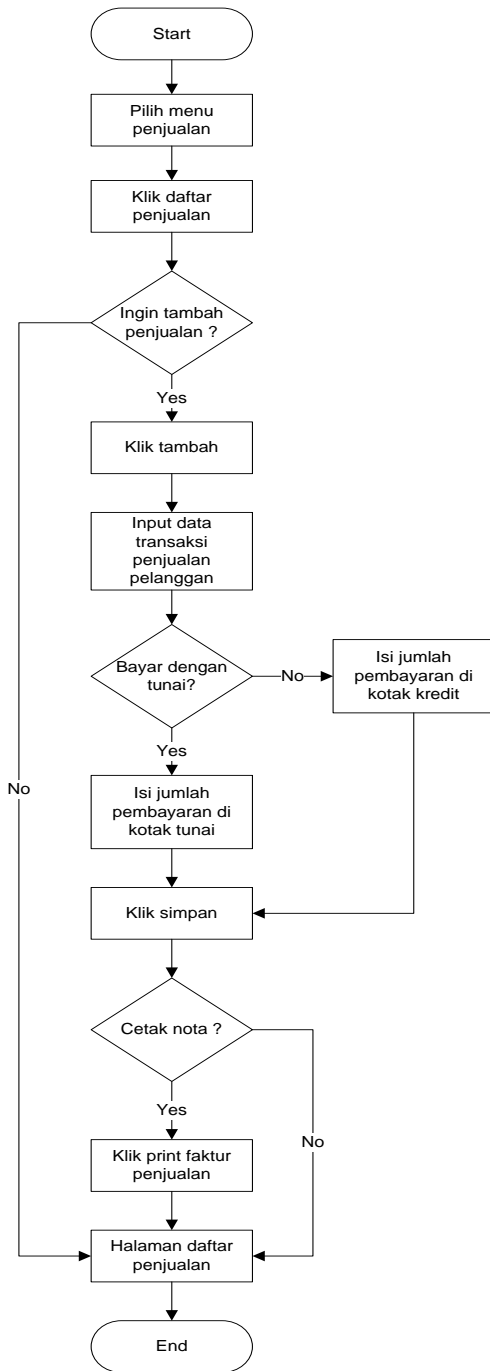 Start
Pilih menu
penjualan
Klik daftar
penjualan
Ingin tambah
penjualan ?
Yes
Klik tambah
Input data
transaksi
penjualan
pelanggan
Bayar dengan
tunai?
No
Isi jumlah
pembayaran di
kotak kredit
Yes
No
Isi jumlah
pembayaran di
kotak tunai
Klik simpan
Cetak nota ?
Yes
No
Klik print faktur
penjualan
Halaman daftar
penjualan
End